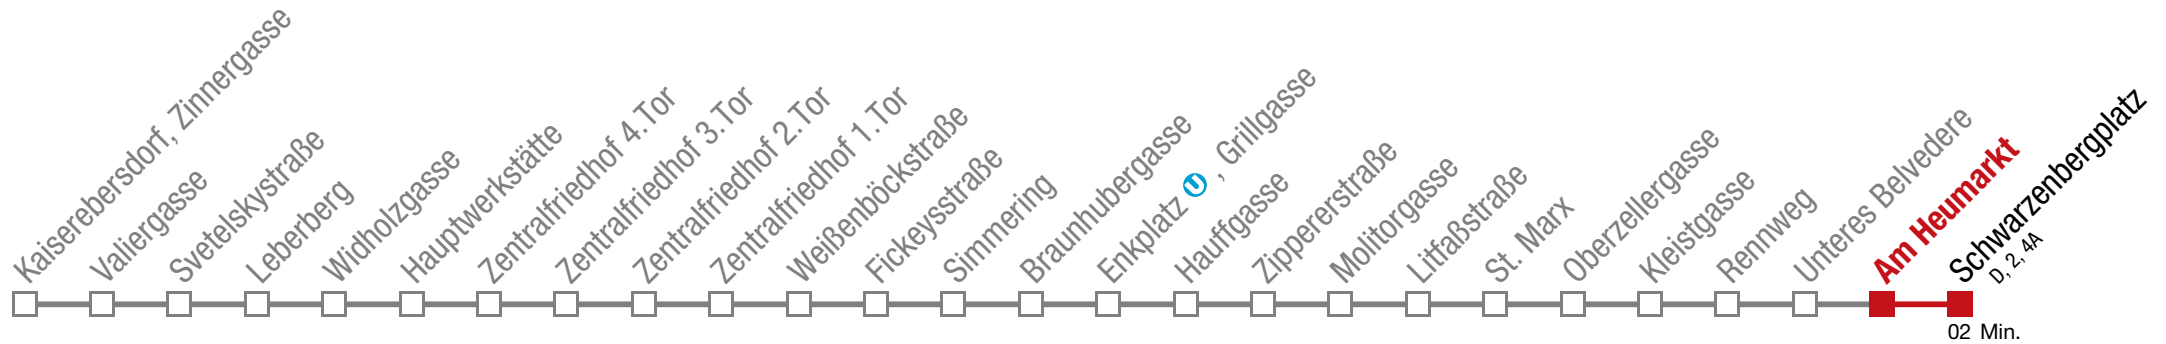 Kaiserebersdorf, Zinnergasse
Valiergasse
Svetelskystraße
Leberberg
Widholzgasse
Hauptwerkstätte
Zentralfriedhof 4.Tor
Zentralfriedhof 3.Tor
Zentralfriedhof 2.Tor
Zentralfriedhof 1.Tor
Weißenböckstraße
Fickeysstraße
Simmering
Braunhubergasse
Enkplatz U, Grillgasse
Hauffgasse
Zippererstraße
Molitorgasse
Litfaßstraße
St. Marx
Oberzellergasse
Kleistgasse
Rennweg
Unteres Belvedere
Am Heumarkt
Schwarzenbergplatz
D, 2, 4A
02 Min.